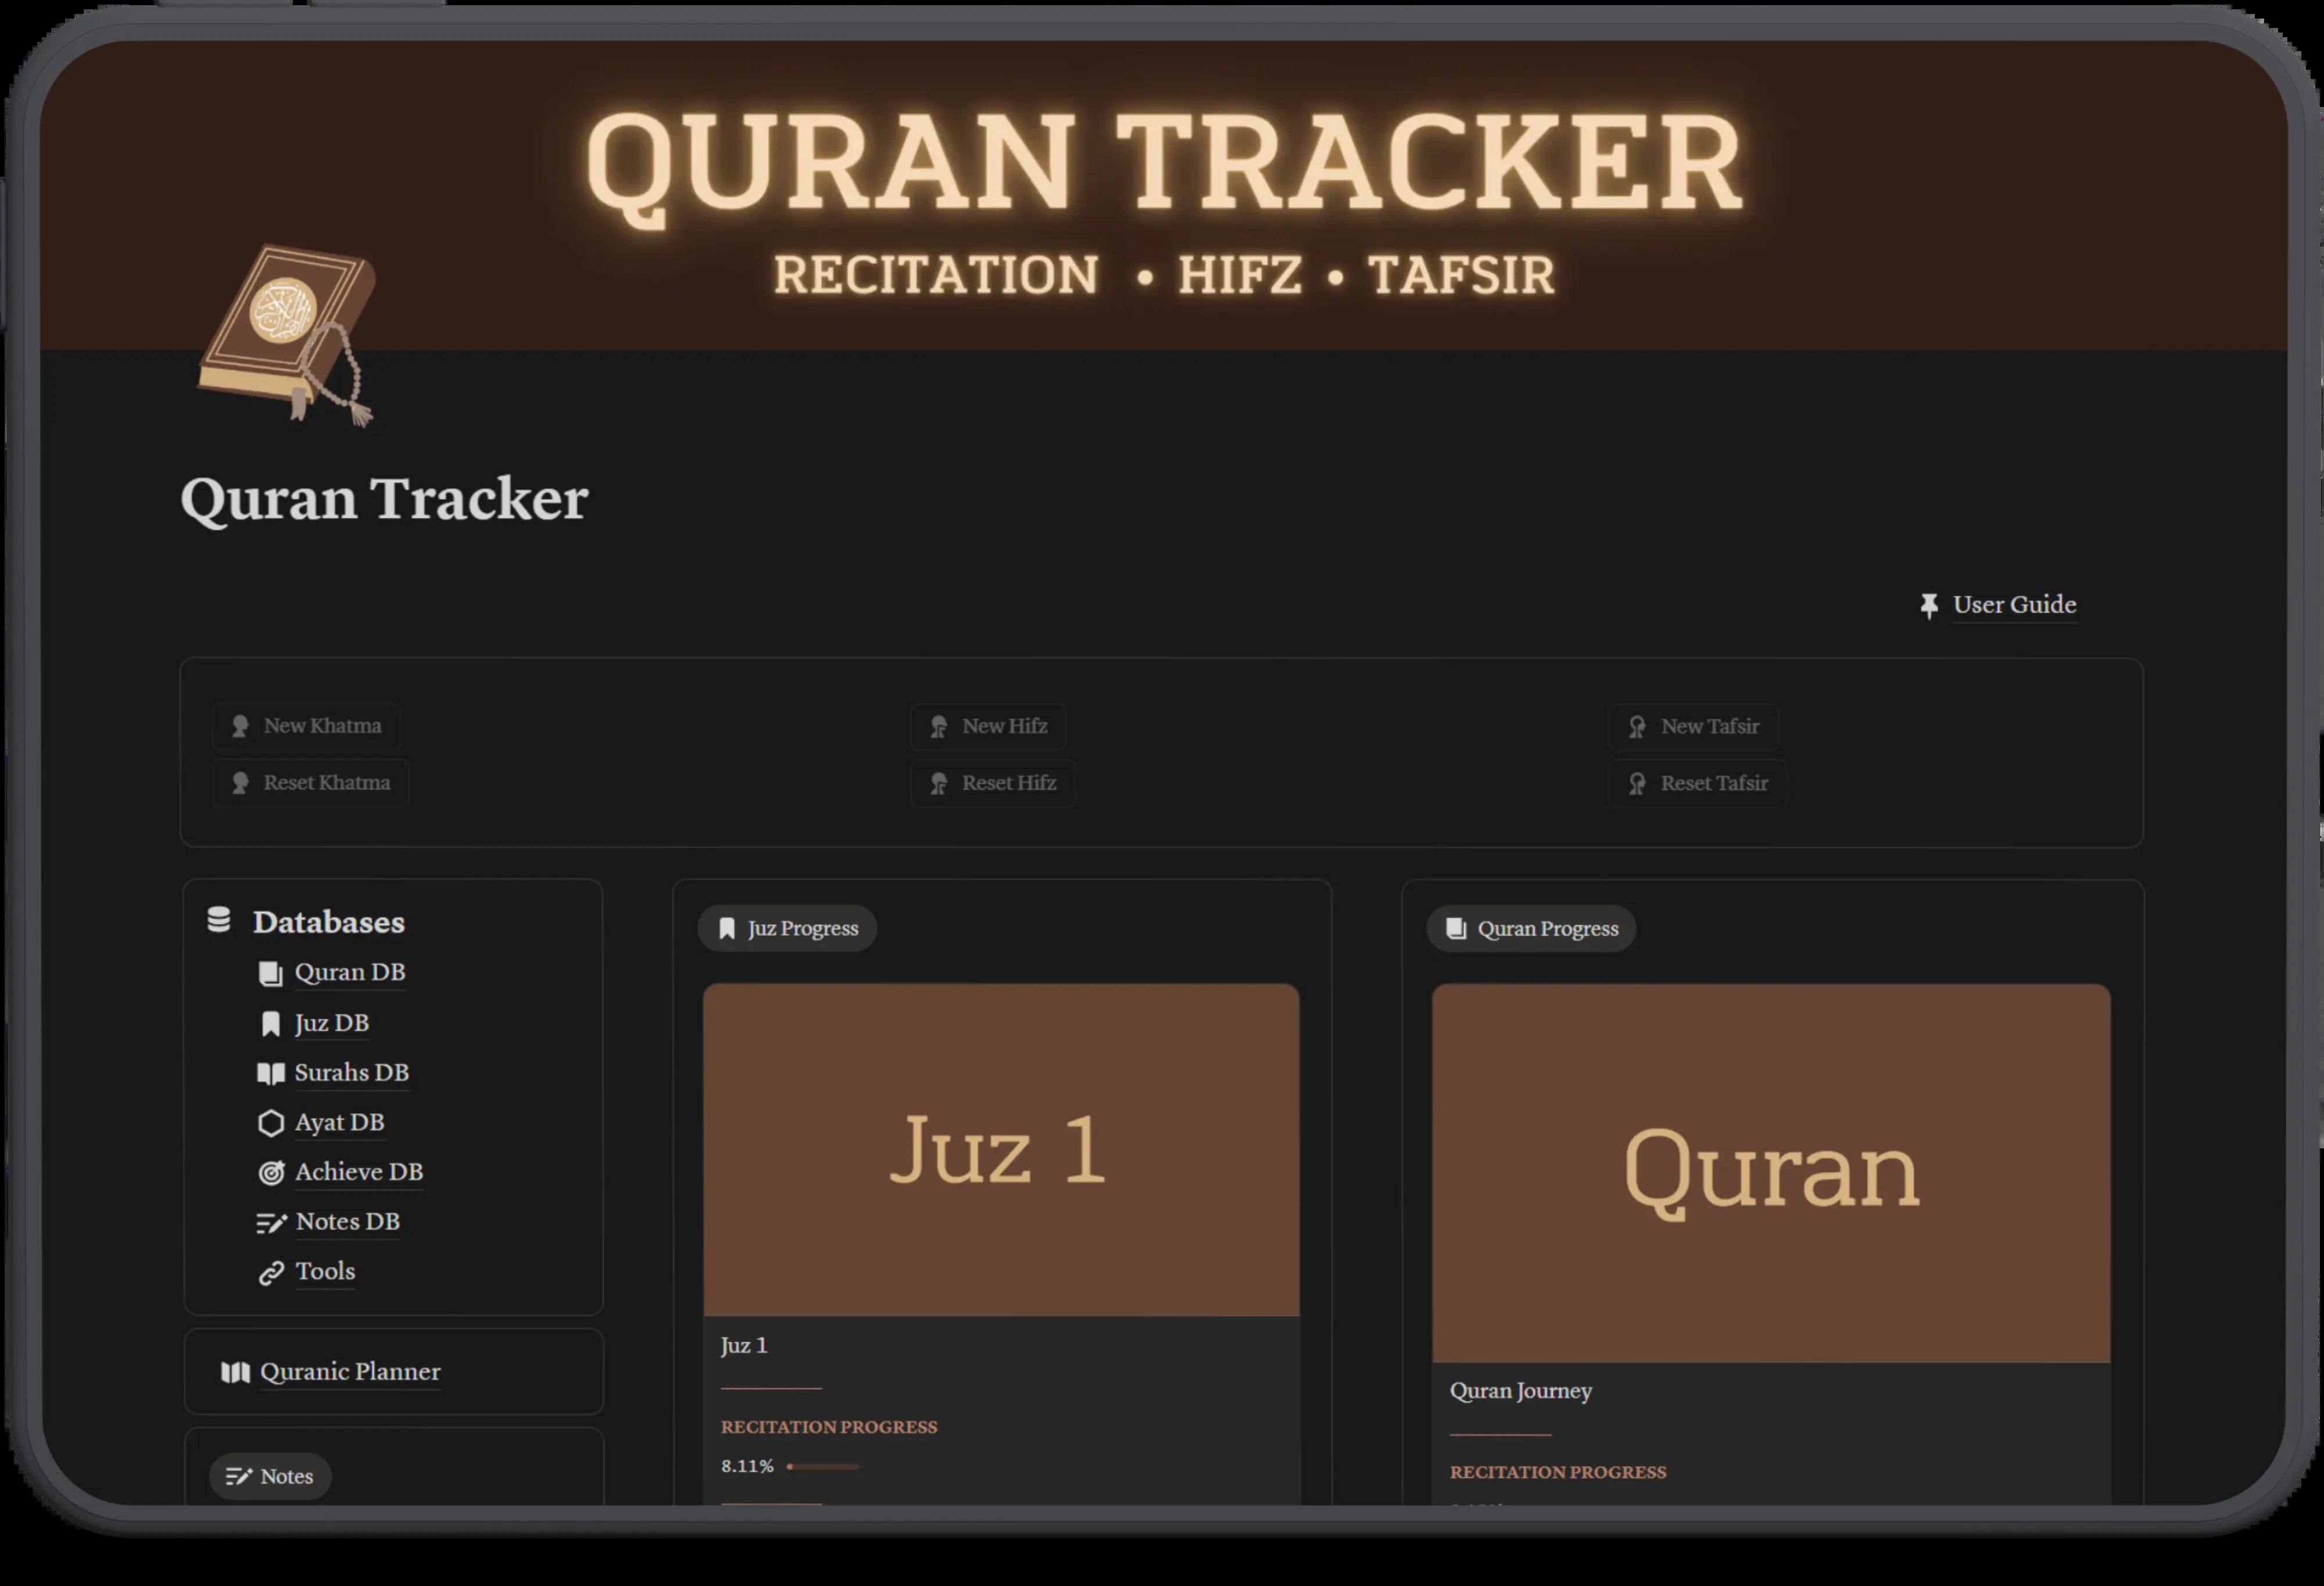 QURAN TRACKER
RECITATION • HIFZ • TAFSIR
Quran Tracker
User Guide
New Khatma
Reset Khatma
New Hifz
Reset Hifz
New Tafsir
Reset Tafsir
Databases
Quran DB
Juz DB
Surahs DB
Ayat DB
Achieve DB
Notes DB
Tools
Quranic Planner
Notes
Juz Progress
Juz 1
Juz 1
RECITATION PROGRESS
8.11%
Quran Progress
Quran
Quran Journey
RECITATION PROGRESS